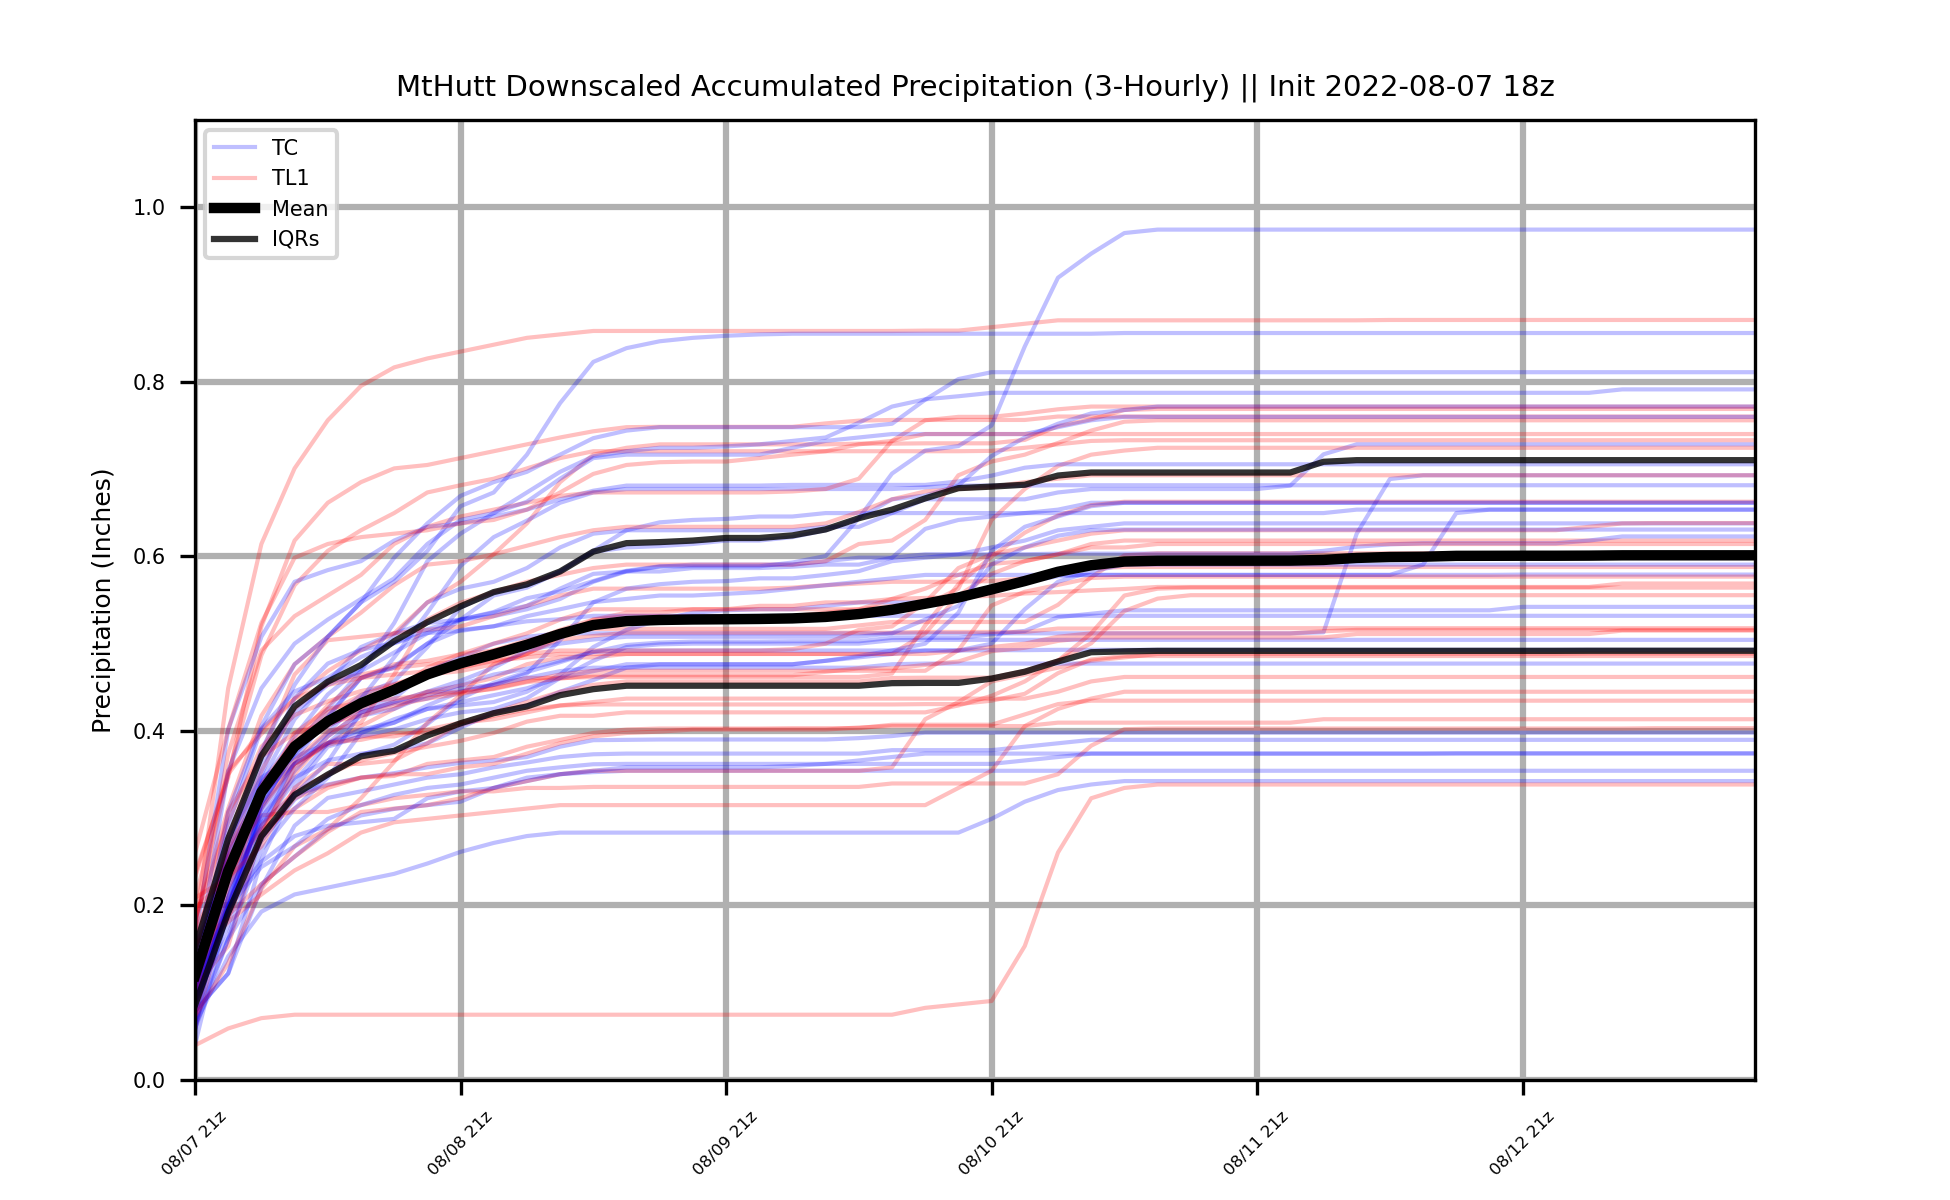 MtHutt Downscaled Accumulated Precipitation (3-Hourly) || Init 2022-08-07 18z
TC
TL1
Mean
IQRs
Precipitation (Inches)
1.0
0.8
0.6
0.4
0.2
0.0
08/07 21z
08/08 21z
08/09 21z
08/10 21z
08/11 21z
08/12 21z